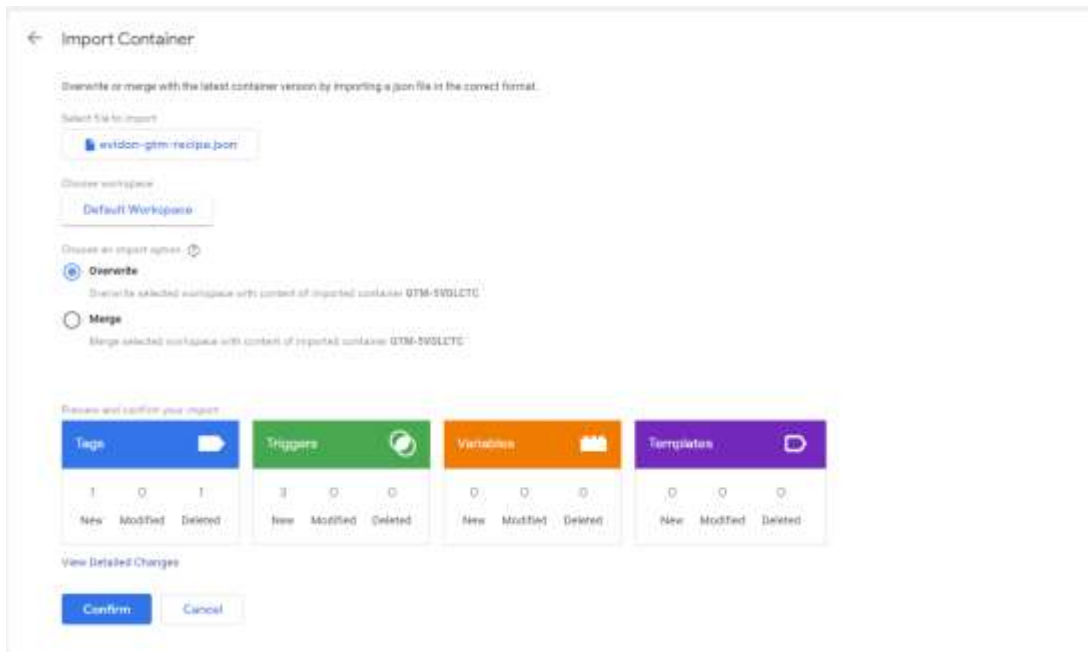 Import Container
Overwrite or merge with the latest container version by importing a json file in the correct format.
Select file to import
evidon-gtm-recipe.json
Choose workspace
Default Workspace
Choose an import option
Overwrite
Overwrite selected workspace with content of imported container GTM-5VGLCTC
Merge
Merge selected workspace with content of imported container GTM-5VGLCTC
Preview and confirm your import
Tags Triggers Variables Templates
1 0 1 3 0 0 0 0 0 0 0 0
New Modified Deleted New Modified Deleted New Modified Deleted New Modified Deleted
View Detailed Changes
Confirm Cancel